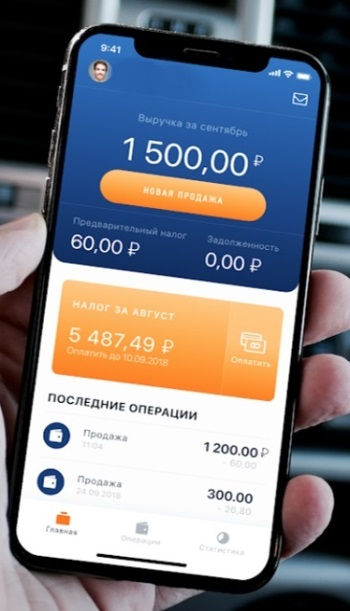 9:41
Выручка за сентябрь
1 500,00 ₽
НОВАЯ ПРОДАЖА
Предварительный налог
Задолженность
60,00 ₽
0,00 ₽
НАЛОГ ЗА АВГУСТ
5 487,49 ₽
Оплатить до 10.09.2018
Оплатить
ПОСЛЕДНИЕ ОПЕРАЦИИ
Продажа
1 200.00 ₽
11:04
- 60,00
Продажа
300.00
24.09.2018
- 26,80
Главная
Операции
Статистика